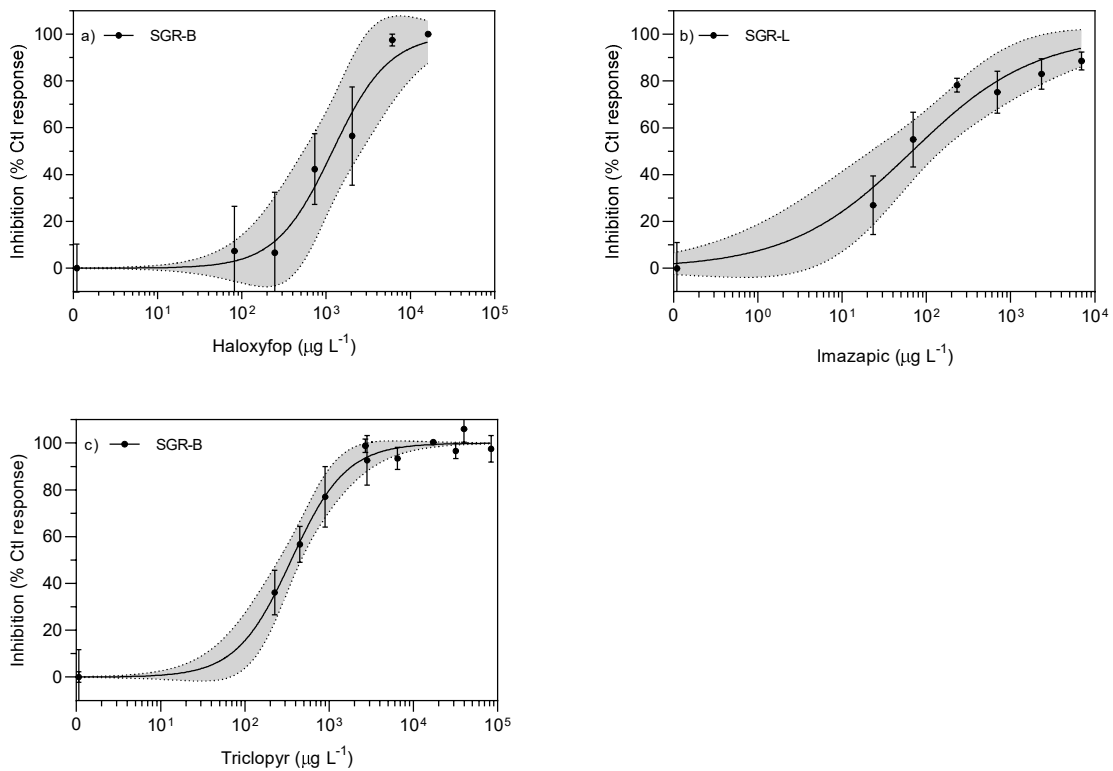 a) SGR-B
Inhibition (% Ctl response)
100
80
60
40
20
0
0 10¹ 10² 10³ 10⁴ 10⁵
Haloxyfop (µg L⁻¹)
b) SGR-L
Inhibition (% Ctl response)
100
80
60
40
20
0
0 10⁰ 10¹ 10² 10³ 10⁴
Imazapic (µg L⁻¹)
c) SGR-B
Inhibition (% Ctl response)
100
80
60
40
20
0
0 10¹ 10² 10³ 10⁴ 10⁵
Triclopyr (µg L⁻¹)